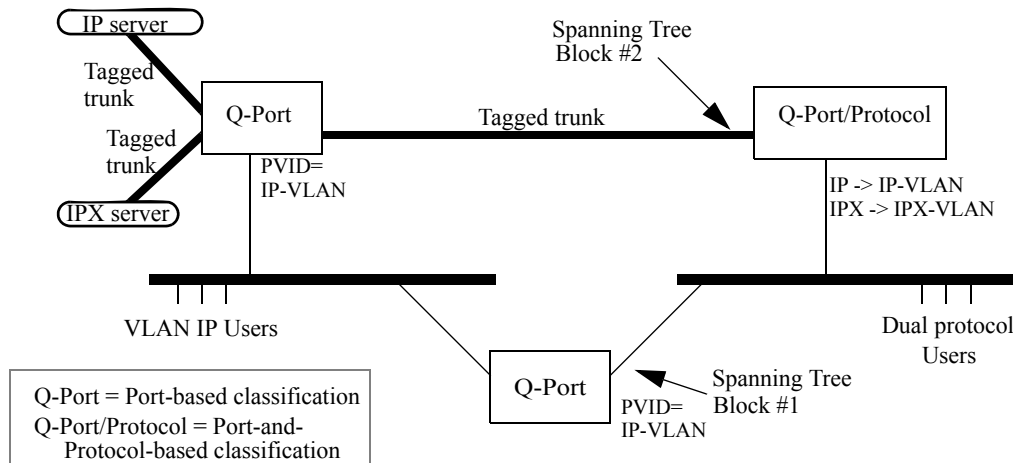 IP server
Tagged
trunk
Tagged
trunk
IPX server
Q-Port
PVID=
IP-VLAN
Tagged trunk
Spanning Tree
Block #2
Q-Port/Protocol
IP -> IP-VLAN
IPX -> IPX-VLAN
VLAN IP Users
Dual protocol
Users
Q-Port
PVID=
IP-VLAN
Spanning Tree
Block #1
Q-Port = Port-based classification
Q-Port/Protocol = Port-and-
Protocol-based classification